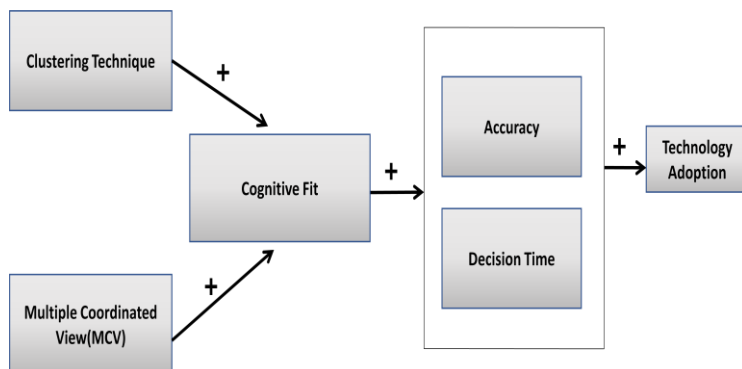 Clustering Technique
+
Cognitive Fit
+
Multiple Coordinated
View(MCV)
+
Accuracy
Decision Time
+
Technology
Adoption